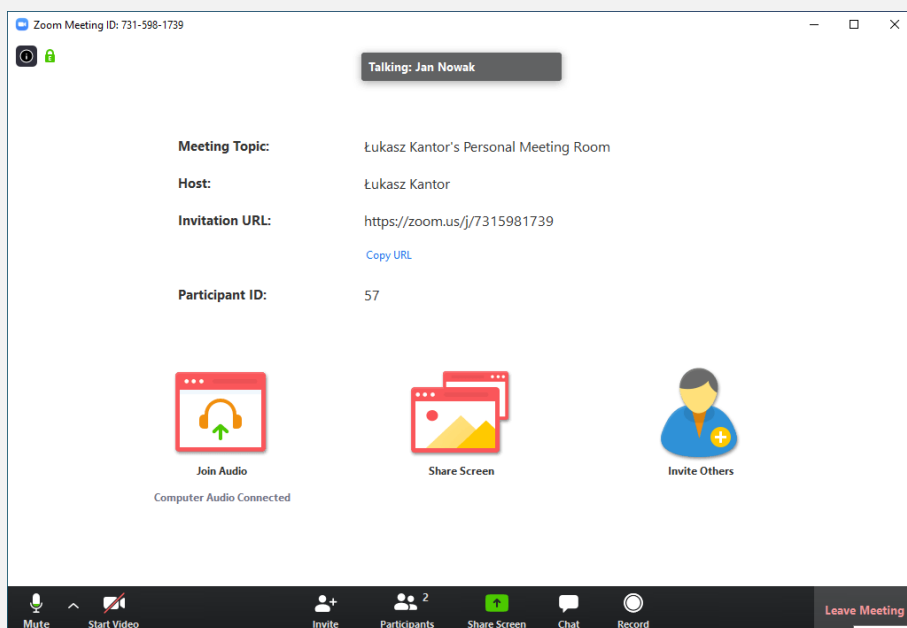 Zoom Meeting ID: 731-598-1739
Talking: Jan Nowak
Meeting Topic: Łukasz Kantor's Personal Meeting Room
Host: Łukasz Kantor
Invitation URL: https://zoom.us/j/7315981739
Copy URL
Participant ID: 57
Join Audio Share Screen Invite Others
Computer Audio Connected
2
Mute Start Video Invite Participants Share Screen Chat Record Leave Meeting